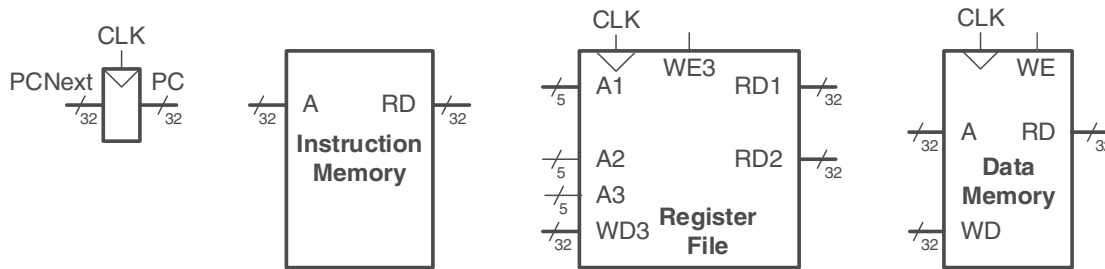 CLK
PCNext PC
32 32
A RD
32 32
Instruction
Memory
CLK
WE3
A1 RD1
5 32
A2 RD2
5 32
A3
5
WD3
32
Register
File
CLK
WE
A RD
32 32
Data
Memory
WD
32